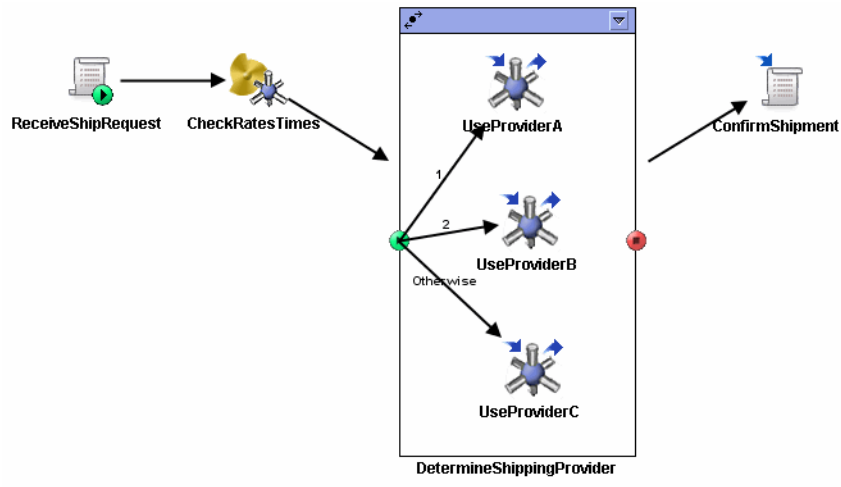 ReceiveShipRequest
CheckRatesTimes
UseProviderA
ConfirmShipment
1
2
UseProviderB
Otherwise
UseProviderC
DetermineShippingProvider